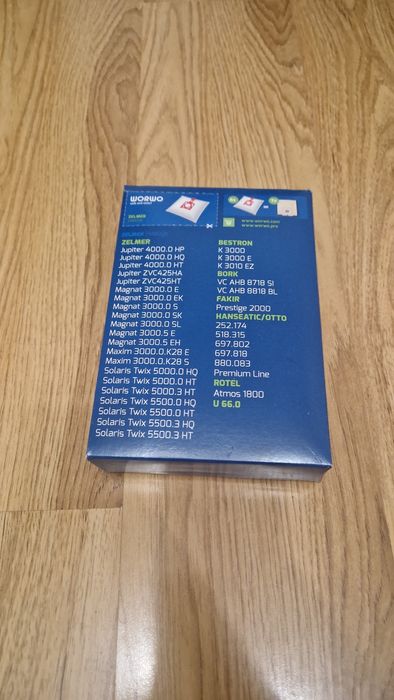 WORWO
ZELMER
4x
=
1x
www.worwo.com
www.worwo.pro
ZELMER
Jupiter 4000.0 HP
Jupiter 4000.0 HQ
Jupiter 4000.0 HT
Jupiter ZVC425HA
Jupiter ZVC425HT
Magnat 3000.0 E
Magnat 3000.0 EK
Magnat 3000.0 S
Magnat 3000.0 SK
Magnat 3000.0 SL
Magnat 3000.5 E
Magnat 3000.5 EH
Maxim 3000.0.K28 E
Maxim 3000.0.K28 S
Solaris Twix 5000.0 HQ
Solaris Twix 5000.0 HT
Solaris Twix 5000.3 HT
Solaris Twix 5500.0 HQ
Solaris Twix 5500.0 HT
Solaris Twix 5500.3 HQ
Solaris Twix 5500.3 HT
BESTRON
K 3000
K 3000 E
K 3010 EZ
BORK
VC AHB 8718 SI
VC AHB 8818 BL
FAKIR
Prestige 2000
HANSEATIC/OTTO
252.174
518.315
697.802
697.818
880.083
Premium Line
ROTEL
Atmos 1800
U 66.0